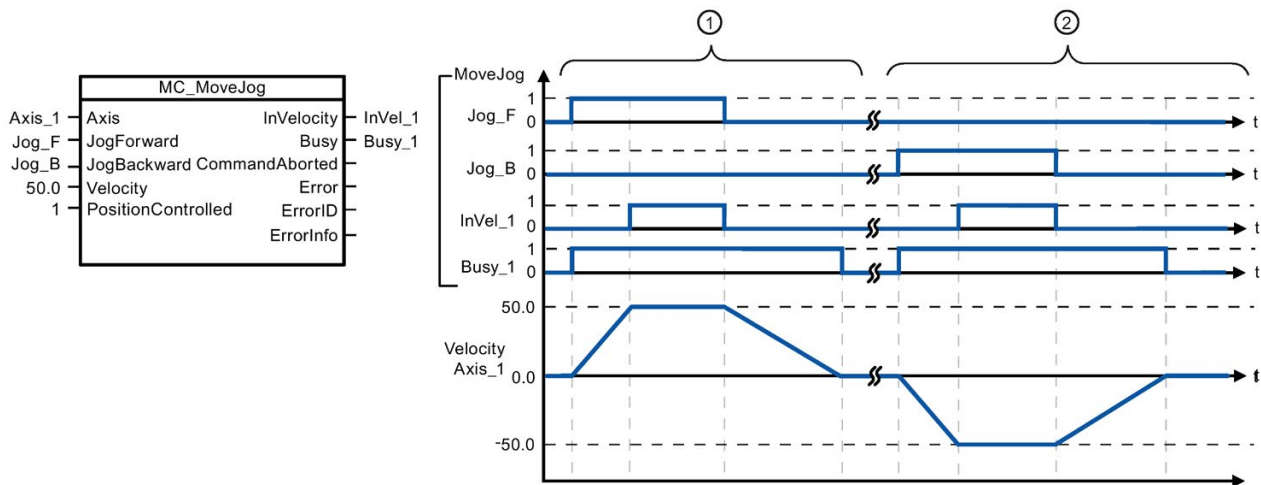 MC_MoveJog
Axis_1 Axis InVelocity InVel_1
Jog_F JogForward Busy Busy_1
Jog_B JogBackward CommandAborted
50.0 Velocity Error
1 PositionControlled ErrorID
ErrorInfo
1 2
MoveJog
1
Jog_F
0 t
1
Jog_B
0 t
1
InVel_1
0 t
1
Busy_1
0 t
50.0
Velocity
Axis_1
0.0 t
-50.0